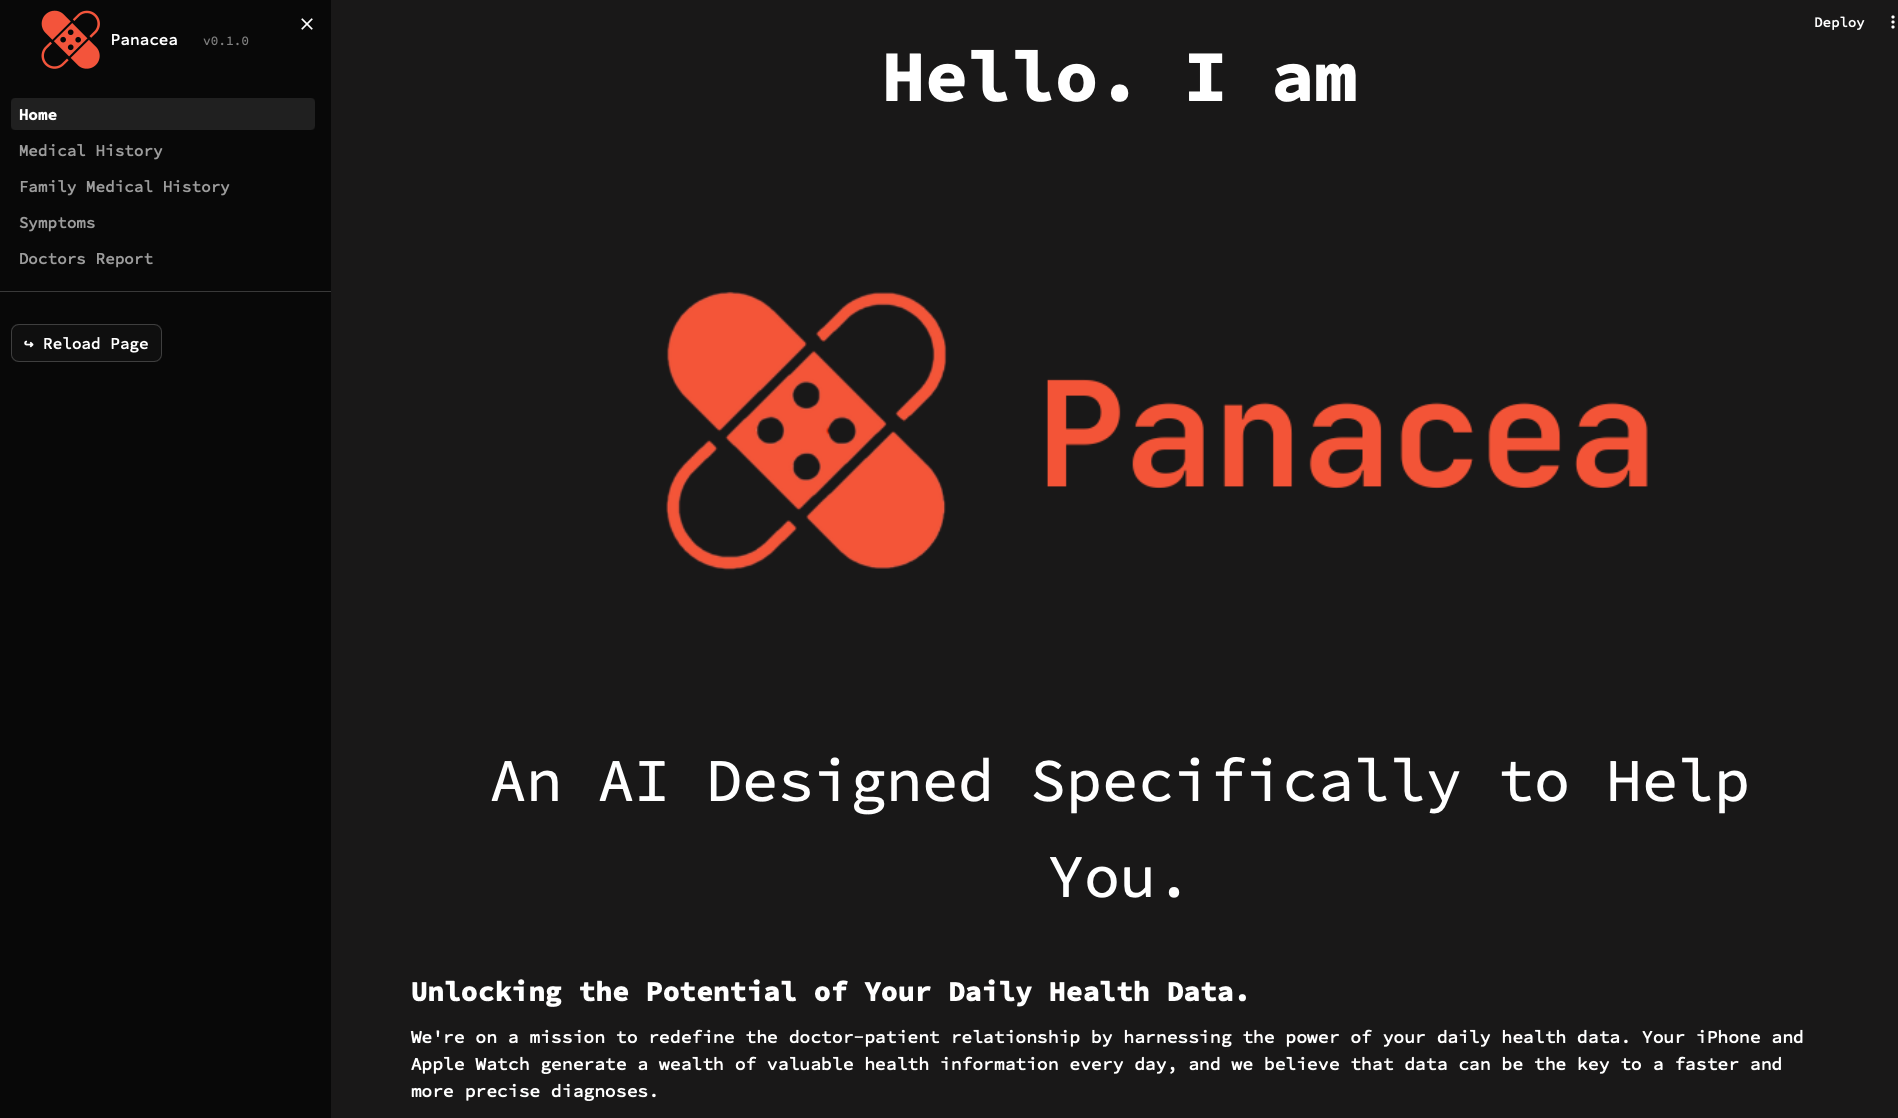 Panacea v0.1.0
Home
Medical History
Family Medical History
Symptoms
Doctors Report
↪ Reload Page
Deploy
Hello. I am
Panacea
An AI Designed Specifically to Help
You.
Unlocking the Potential of Your Daily Health Data.
We're on a mission to redefine the doctor-patient relationship by harnessing the power of your daily health data. Your iPhone and
Apple Watch generate a wealth of valuable health information every day, and we believe that data can be the key to a faster and
more precise diagnoses.